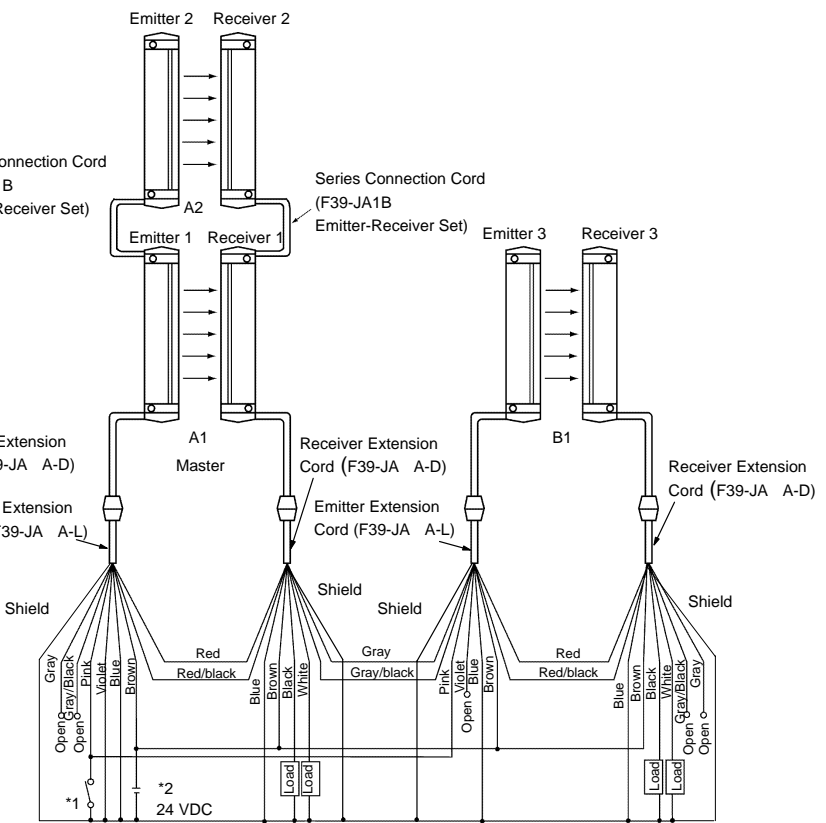 Emitter 2 Receiver 2
onnection Cord
B
Receiver Set)
Series Connection Cord
(F39-JA1B
Emitter-Receiver Set)
A2
Emitter 1 Receiver 1
Emitter 3 Receiver 3
A1
Master
B1
Extension
9-JA A-D)
Extension
F39-JA A-L)
Receiver Extension
Cord (F39-JA A-D)
Emitter Extension
Cord (F39-JA A-L)
Receiver Extension
Cord (F39-JA A-D)
Shield
Shield
Shield
Shield
Red
Red/black
Gray
Gray/black
Red
Red/black
Gray
Gray/Black
Pink
Violet
Blue
Brown
Blue
Brown
Black
White
Pink
Violet
Blue
Brown
Blue
Brown
Black
White
Gray/Black
Gray
Open
Open
Open
Open
Open
Load
Load
Load
Load
*1
*2
24 VDC